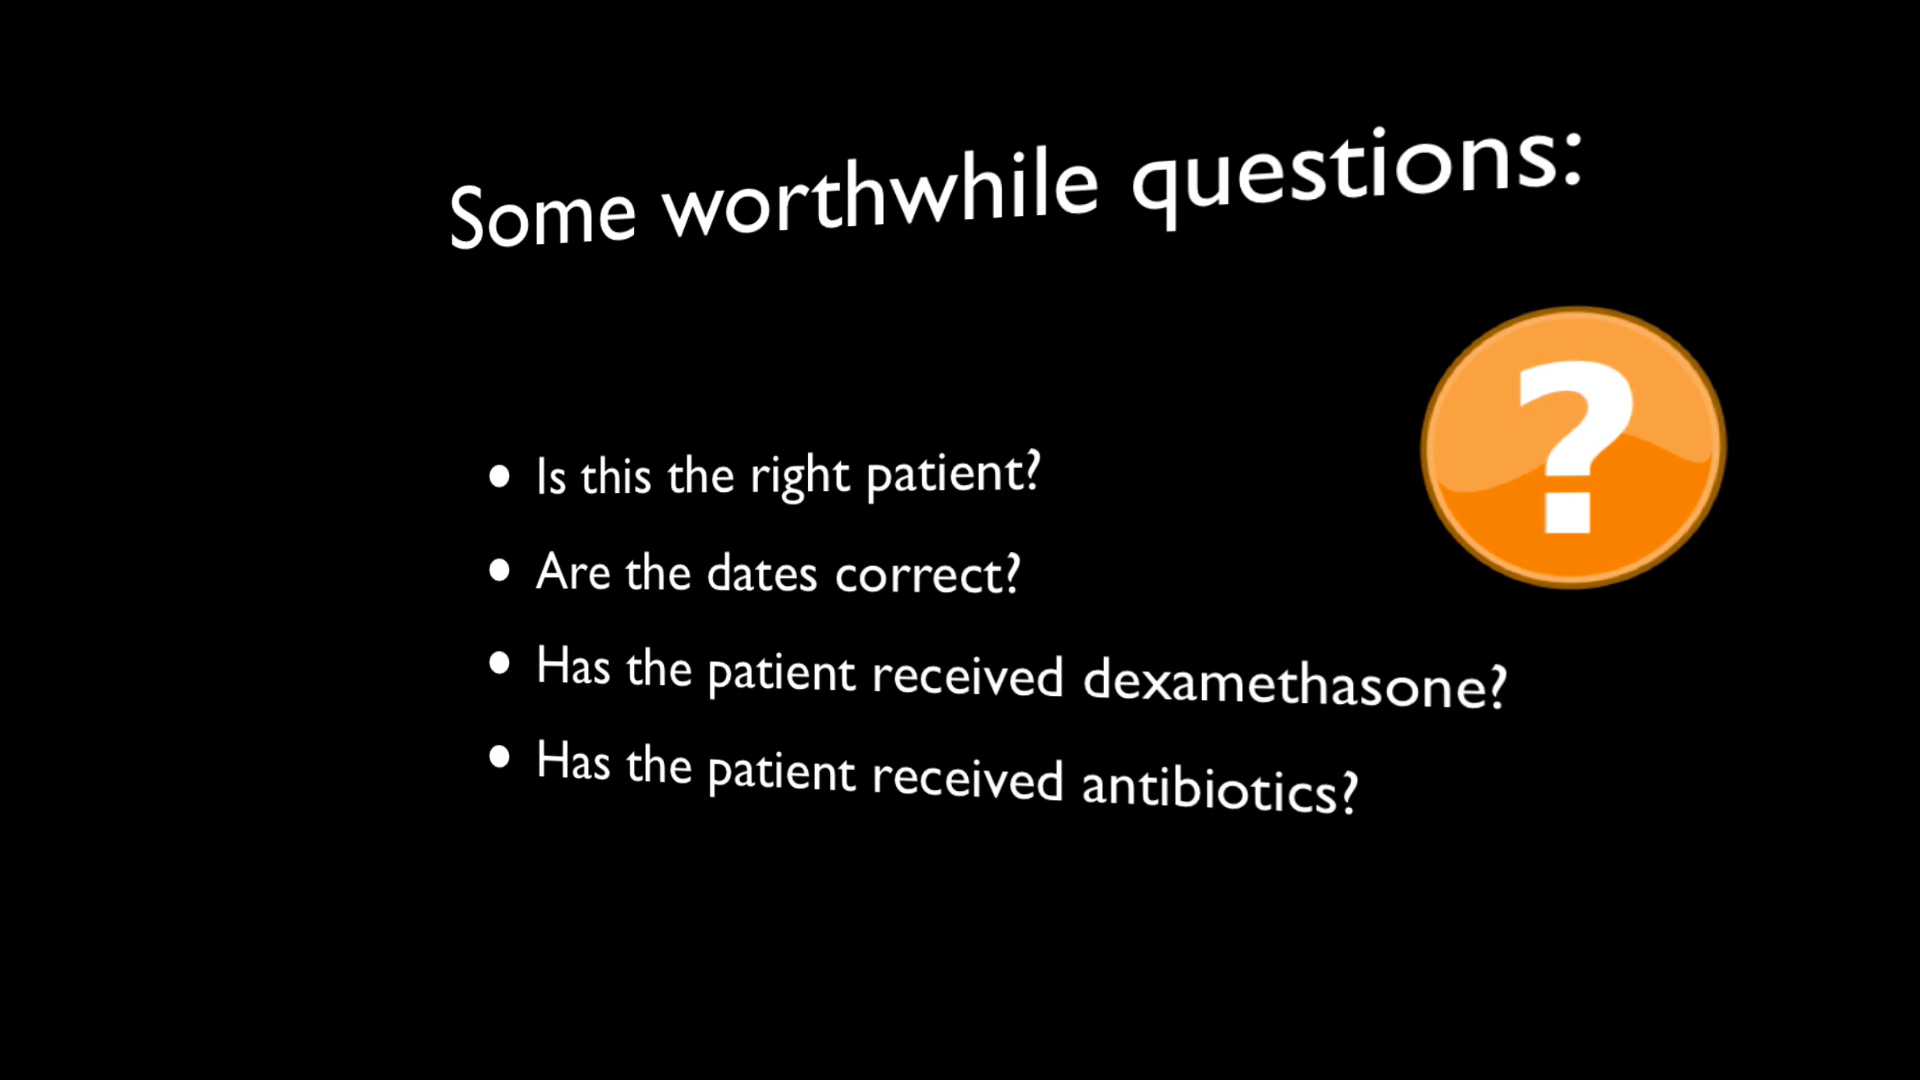 Some worthwhile questions:
?
• Is this the right patient?
• Are the dates correct?
• Has the patient received dexamethasone?
• Has the patient received antibiotics?